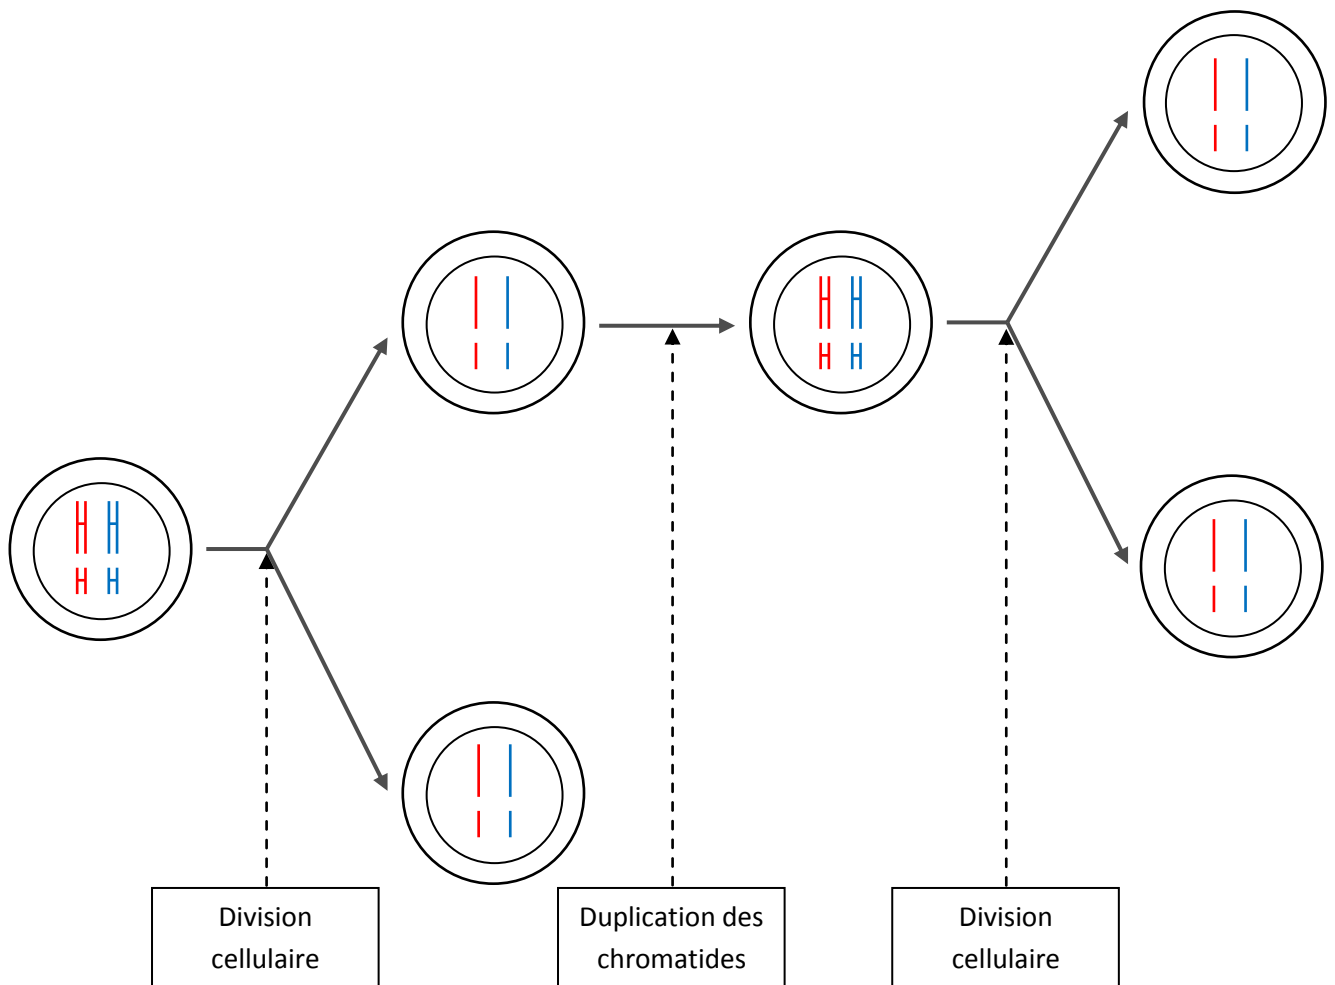 Division
cellulaire
Duplication des
chromatides
Division
cellulaire